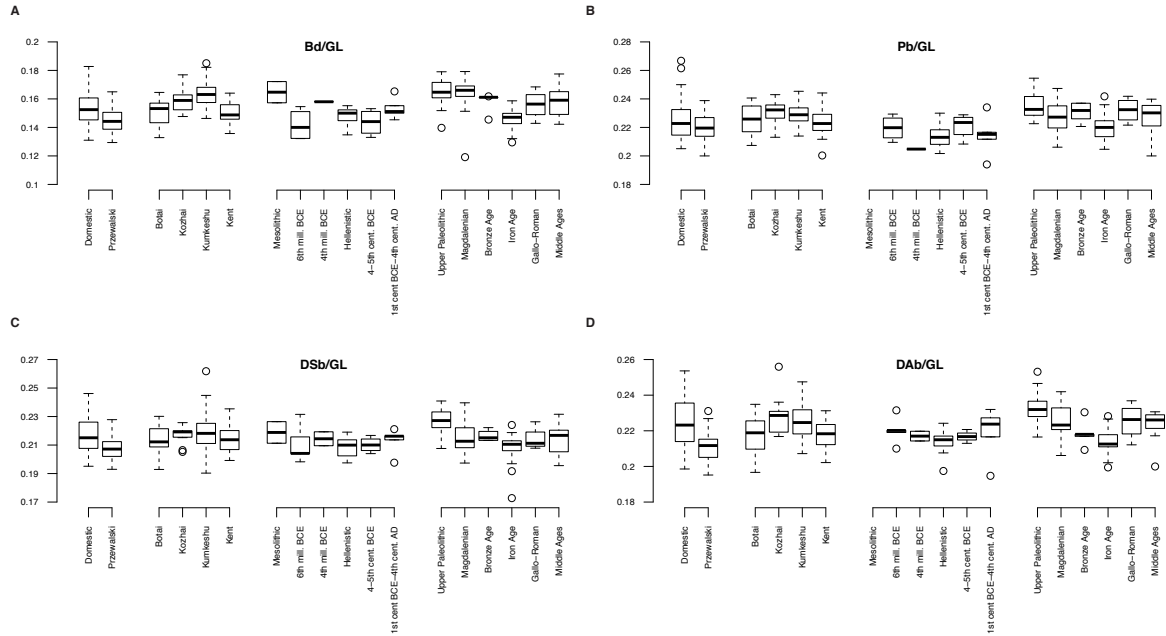 A
Bd/GL
0.2
0.18
0.16
0.14
0.12
0.1
Domestic
Przewalski
Botai
Kozhai
Kumkeshu
Kent
Mesolithic
6th mill. BCE
4th mill. BCE
Hellenistic
4−5th cent. BCE
1st cent BCE−4th cent. AD
Upper Paleolithic
Magdalenian
Bronze Age
Iron Age
Gallo−Roman
Middle Ages
B
Pb/GL
0.28
0.26
0.24
0.22
0.2
0.18
Domestic
Przewalski
Botai
Kozhai
Kumkeshu
Kent
Mesolithic
6th mill. BCE
4th mill. BCE
Hellenistic
4−5th cent. BCE
1st cent BCE−4th cent. AD
Upper Paleolithic
Magdalenian
Bronze Age
Iron Age
Gallo−Roman
Middle Ages
C
DSb/GL
0.27
0.25
0.23
0.21
0.19
0.17
Domestic
Przewalski
Botai
Kozhai
Kumkeshu
Kent
Mesolithic
6th mill. BCE
4th mill. BCE
Hellenistic
4−5th cent. BCE
1st cent BCE−4th cent. AD
Upper Paleolithic
Magdalenian
Bronze Age
Iron Age
Gallo−Roman
Middle Ages
D
DAb/GL
0.26
0.24
0.22
0.2
0.18
Domestic
Przewalski
Botai
Kozhai
Kumkeshu
Kent
Mesolithic
6th mill. BCE
4th mill. BCE
Hellenistic
4−5th cent. BCE
1st cent BCE−4th cent. AD
Upper Paleolithic
Magdalenian
Bronze Age
Iron Age
Gallo−Roman
Middle Ages